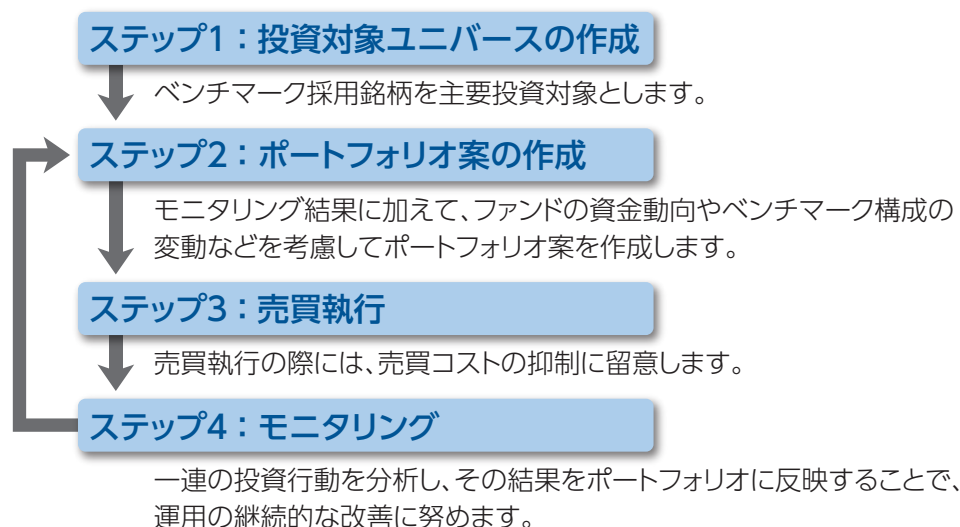 ステップ1：投資対象ユニバースの作成
ベンチマーク採用銘柄を主要投資対象とします。
ステップ2：ポートフォリオ案の作成
モニタリング結果に加えて、ファンドの資金動向やベンチマーク構成の
変動などを考慮してポートフォリオ案を作成します。
ステップ3：売買執行
売買執行の際には、売買コストの抑制に留意します。
ステップ4：モニタリング
一連の投資行動を分析し、その結果をポートフォリオに反映することで、
運用の継続的な改善に努めます。